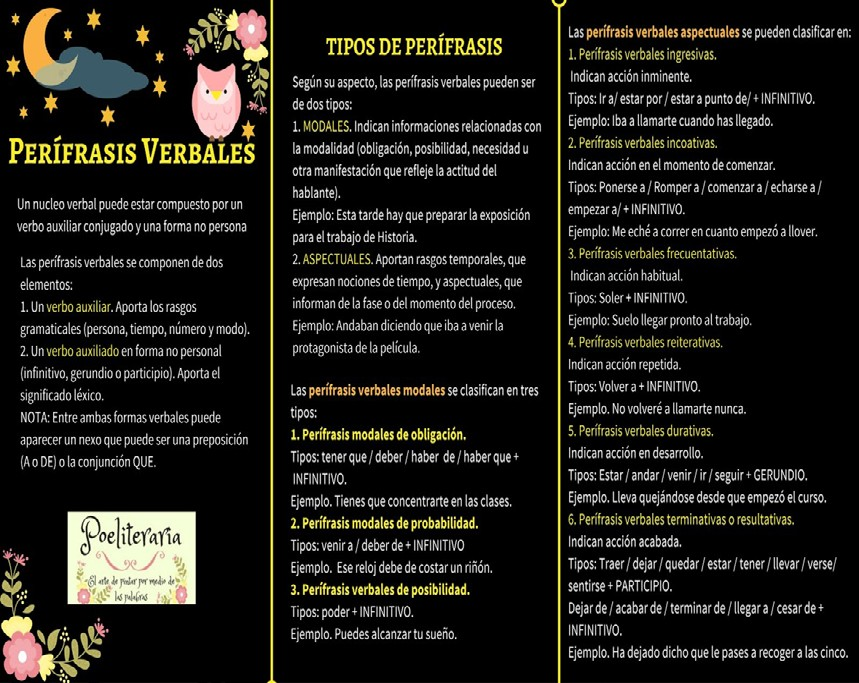 PERÍFRASIS VERBALES
Un nucleo verbal puede estar compuesto por un
verbo auxiliar conjugado y una forma no persona
Las perífrasis verbales se componen de dos
elementos:
1. Un verbo auxiliar. Aporta los rasgos
gramaticales (persona, tiempo, número y modo).
2. Un verbo auxiliado en forma no personal
(infinitivo, gerundio o participio). Aporta el
significado léxico.
NOTA: Entre ambas formas verbales puede
aparecer un nexo que puede ser una preposición
(A o DE) o la conjunción QUE.
Poeliteraria
El arte de pintar por medio de
las palabras
TIPOS DE PERÍFRASIS
Según su aspecto, las perífrasis verbales pueden ser
de dos tipos:
1. MODALES. Indican informaciones relacionadas con
la modalidad (obligación, posibilidad, necesidad u
otra manifestación que refleje la actitud del
hablante).
Ejemplo: Esta tarde hay que preparar la exposición
para el trabajo de Historia.
2. ASPECTUALES. Aportan rasgos temporales, que
expresan nociones de tiempo, y aspectuales, que
informan de la fase o del momento del proceso.
Ejemplo: Andaban diciendo que iba a venir la
protagonista de la película.
Las perífrasis verbales modales se clasifican en tres
tipos:
1. Perífrasis modales de obligación.
Tipos: tener que / deber / haber de / haber que +
INFINITIVO.
Ejemplo. Tienes que concentrarte en las clases.
2. Perífrasis modales de probabilidad.
Tipos: venir a / deber de + INFINITIVO
Ejemplo. Ese reloj debe de costar un riñón.
3. Perífrasis verbales de posibilidad.
Tipos: poder + INFINITIVO.
Ejemplo. Puedes alcanzar tu sueño.
Las perífrasis verbales aspectuales se pueden clasificar en:
1. Perífrasis verbales ingresivas.
Indican acción inminente.
Tipos: Ir a/ estar por / estar a punto de/ + INFINITIVO.
Ejemplo: Iba a llamarte cuando has llegado.
2. Perífrasis verbales incoativas.
Indican acción en el momento de comenzar.
Tipos: Ponerse a / Romper a / comenzar a / echarse a /
empezar a/ + INFINITIVO.
Ejemplo: Me eché a correr en cuanto empezó a llover.
3. Perífrasis verbales frecuentativas.
Indican acción habitual.
Tipos: Soler + INFINITIVO.
Ejemplo: Suelo llegar pronto al trabajo.
4. Perífrasis verbales reiterativas.
Indican acción repetida.
Tipos: Volver a + INFINITIVO.
Ejemplo. No volveré a llamarte nunca.
5. Perífrasis verbales durativas.
Indican acción en desarrollo.
Tipos: Estar / andar / venir / ir / seguir + GERUNDIO.
Ejemplo. Lleva quejándose desde que empezó el curso.
6. Perífrasis verbales terminativas o resultativas.
Indican acción acabada.
Tipos: Traer / dejar / quedar / estar / tener / llevar / verse/
sentirse + PARTICIPIO.
Dejar de / acabar de / terminar de / llegar a / cesar de +
INFINITIVO.
Ejemplo. Ha dejado dicho que le pases a recoger a las cinco.